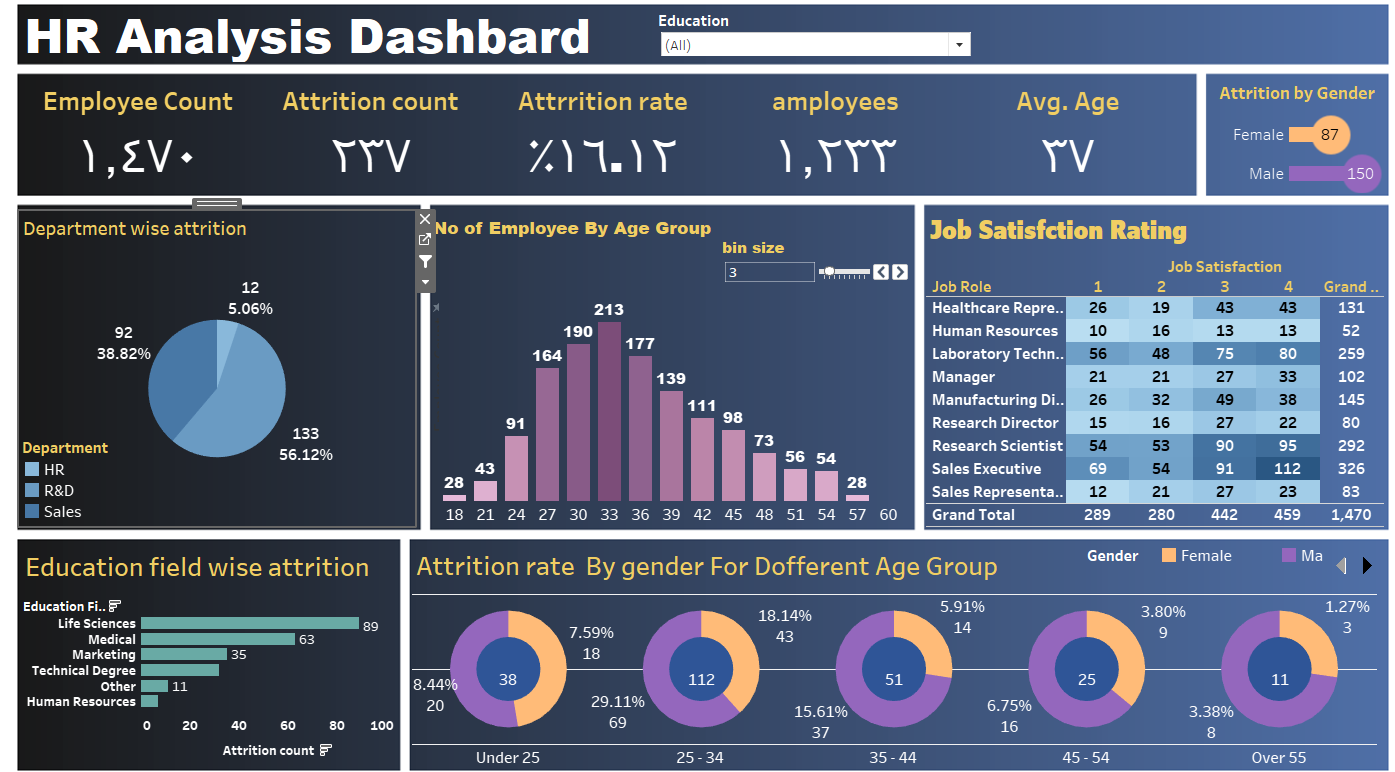 HR Analysis Dashbard
Education
(All)
Employee Count
Attrition count
Attrrition rate
amployees
Avg. Age
١,٤٧٠
٢٣٧
٪١٦.١٢
١,٢٣٣
٣٧
Attrition by Gender
Female 87
Male 150
Department wise attrition
12
5.06%
92
38.82%
133
56.12%
Department
HR
R&D
Sales
No of Employee By Age Group
bin size
3
28 43 91 164 190 213 177 139 111 98 73 56 54 28
18 21 24 27 30 33 36 39 42 45 48 51 54 57 60
Job Satisfction Rating
Job Satisfaction
Job Role 1 2 3 4 Grand ..
Healthcare Repre.. 26 19 43 43 131
Human Resources 10 16 13 13 52
Laboratory Techn.. 56 48 75 80 259
Manager 21 21 27 33 102
Manufacturing Di.. 26 32 49 38 145
Research Director 15 16 27 22 80
Research Scientist 54 53 90 95 292
Sales Executive 69 54 91 112 326
Sales Representa.. 12 21 27 23 83
Grand Total 289 280 442 459 1,470
Education field wise attrition
Education Fi..
Life Sciences 89
Medical 63
Marketing 35
Technical Degree
Other 11
Human Resources
0 20 40 60 80 100
Attrition count
Attrition rate By gender For Dofferent Age Group
Gender Female Ma
7.59%
18
38
8.44%
20
Under 25
18.14%
43
112
29.11%
69
25 - 34
5.91%
14
51
15.61%
37
35 - 44
3.80%
9
25
6.75%
16
45 - 54
1.27%
3
11
3.38%
8
Over 55